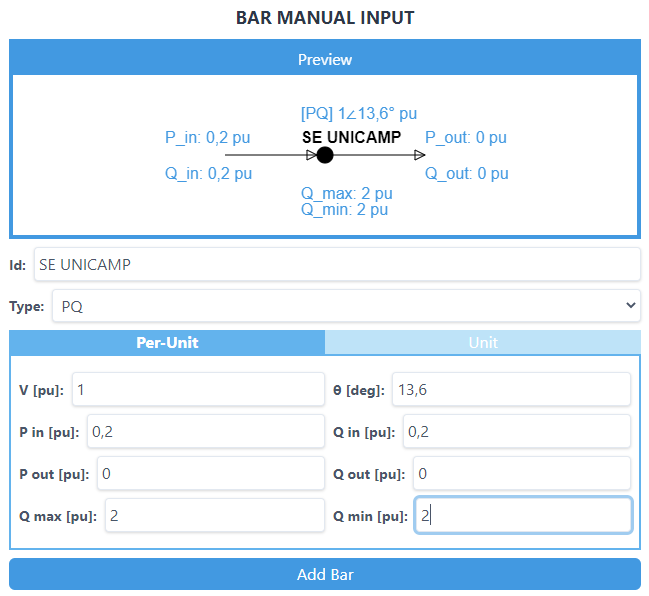 BAR MANUAL INPUT
Preview
[PQ] 1∠13,6° pu
P_in: 0,2 pu SE UNICAMP P_out: 0 pu
Q_in: 0,2 pu Q_out: 0 pu
Q_max: 2 pu
Q_min: 2 pu
Id: SE UNICAMP
Type: PQ
Per-Unit Unit
V [pu]: 1 θ [deg]: 13,6
P in [pu]: 0,2 Q in [pu]: 0,2
P out [pu]: 0 Q out [pu]: 0
Q max [pu]: 2 Q min [pu]: 2
Add Bar